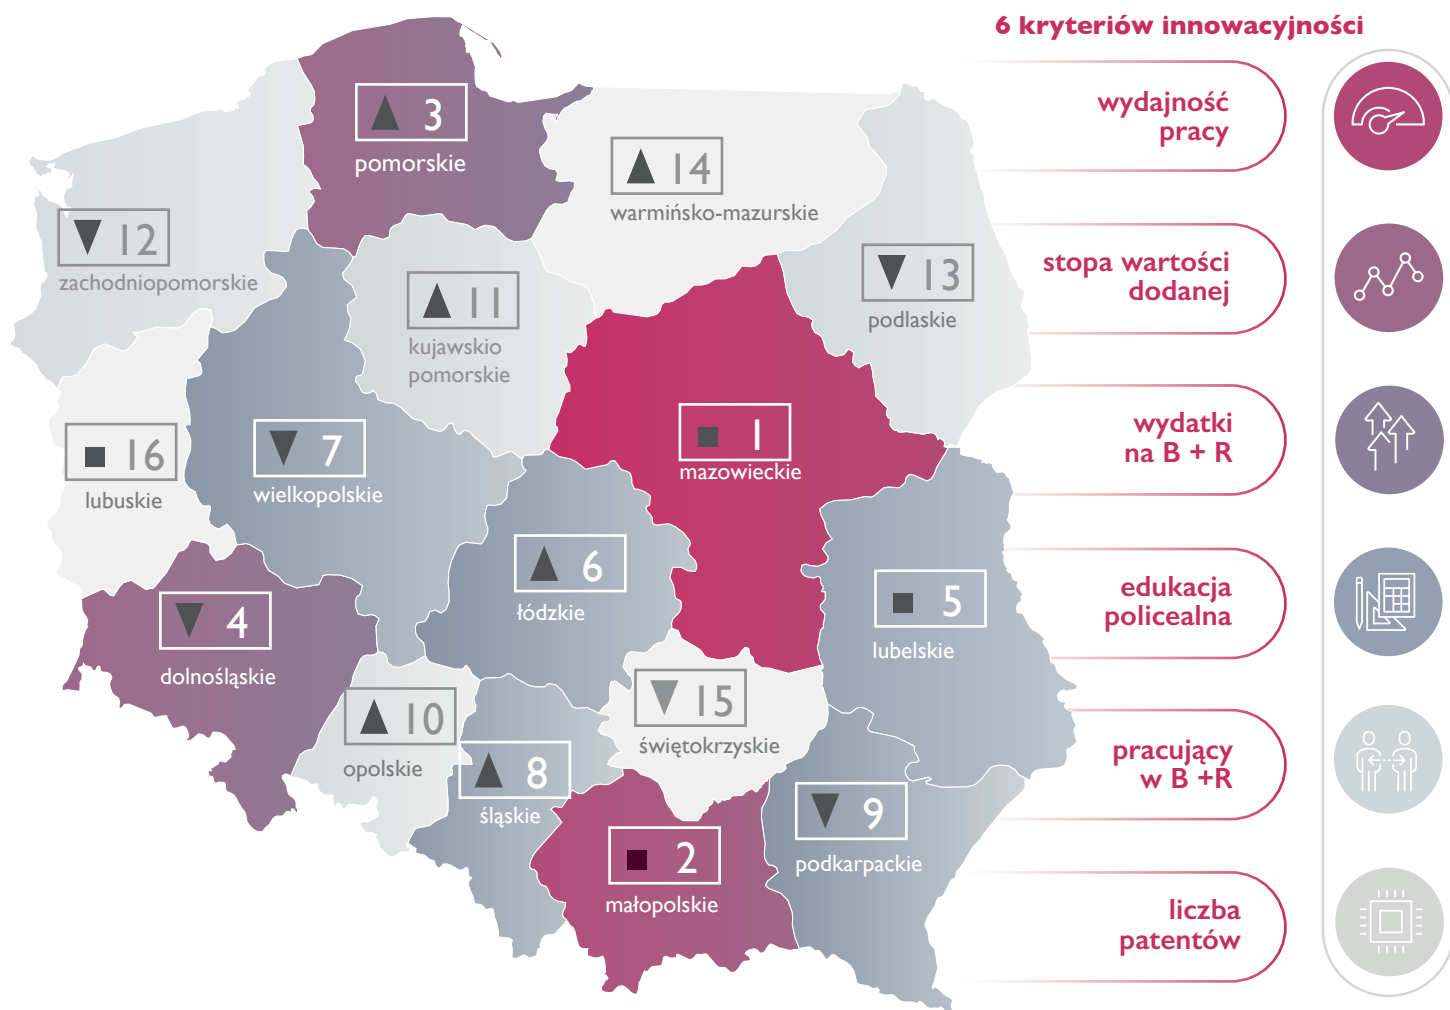 6 kryteriów innowacyjności
3
pomorskie
14
warmińsko-mazurskie
12
zachodniopomorskie
11
kujawskio
pomorskie
13
podlaskie
16
lubuskie
7
wielkopolskie
1
mazowieckie
6
łódzkie
5
lubelskie
4
dolnośląskie
10
opolskie
8
śląskie
15
świętokrzyskie
2
małopolskie
9
podkarpackie
wydajność
pracy
stopa wartości
dodanej
wydatki
na B + R
edukacja
policealna
pracujący
w B +R
liczba
patentów